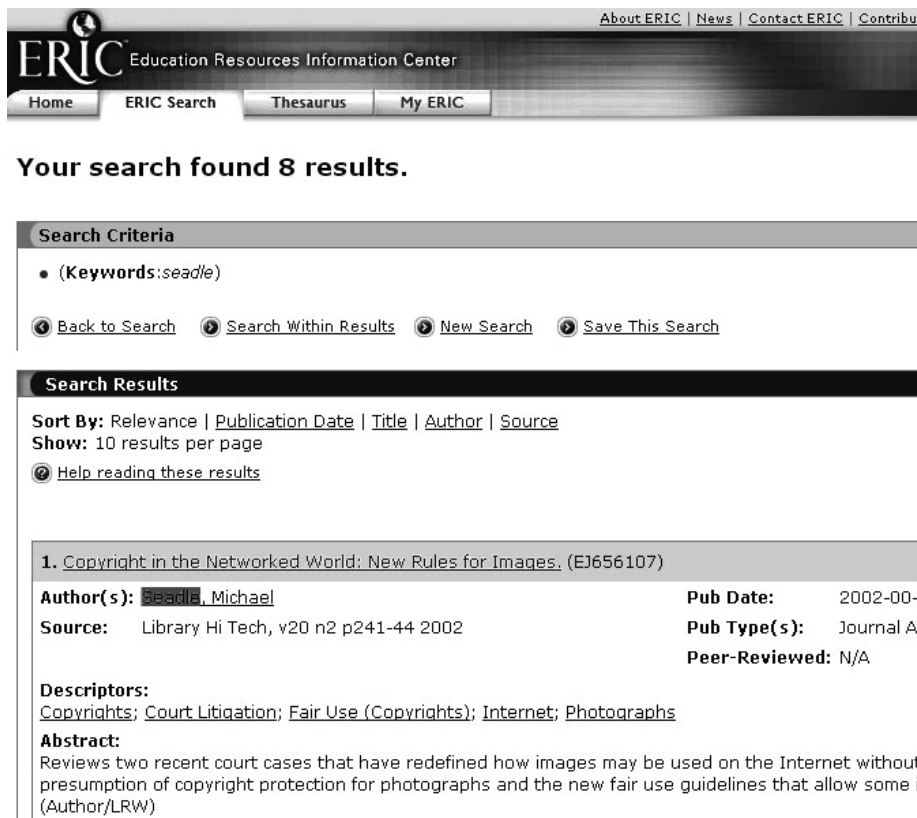 About ERIC | News | Contact ERIC | Contribu
ERIC Education Resources Information Center
Home ERIC Search Thesaurus My ERIC
Your search found 8 results.
Search Criteria
• (Keywords:seadle)
Back to Search Search Within Results New Search Save This Search
Search Results
Sort By: Relevance | Publication Date | Title | Author | Source
Show: 10 results per page
Help reading these results
1. Copyright in the Networked World: New Rules for Images. (EJ656107)
Author(s): Seadle, Michael Pub Date: 2002-00-
Source: Library Hi Tech, v20 n2 p241-44 2002 Pub Type(s): Journal A
Peer-Reviewed: N/A
Descriptors:
Copyrights; Court Litigation; Fair Use (Copyrights); Internet; Photographs
Abstract:
Reviews two recent court cases that have redefined how images may be used on the Internet without
presumption of copyright protection for photographs and the new fair use guidelines that allow some
(Author/LRW)